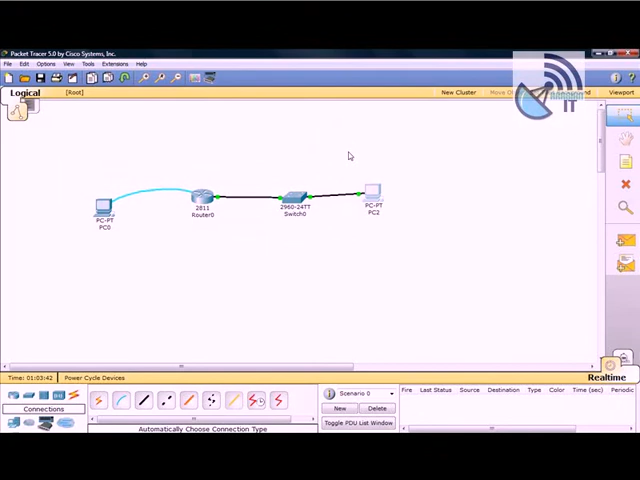 Packet Tracer 5.0 by Cisco Systems, Inc.
File Edit Options View Tools Extensions Help
Logical [Root] New Cluster Viewport
IT
PC-PT
PC0
2811
Router0
2960-24TT
Switch0
PC-PT
PC2
Time: 01:03:42 Power Cycle Devices Realtime
Connections
Automatically Choose Connection Type
Scenario 0
New Delete
Toggle PDU List Window
Fire Last Status Source Destination Type Color Time (sec) Periodic